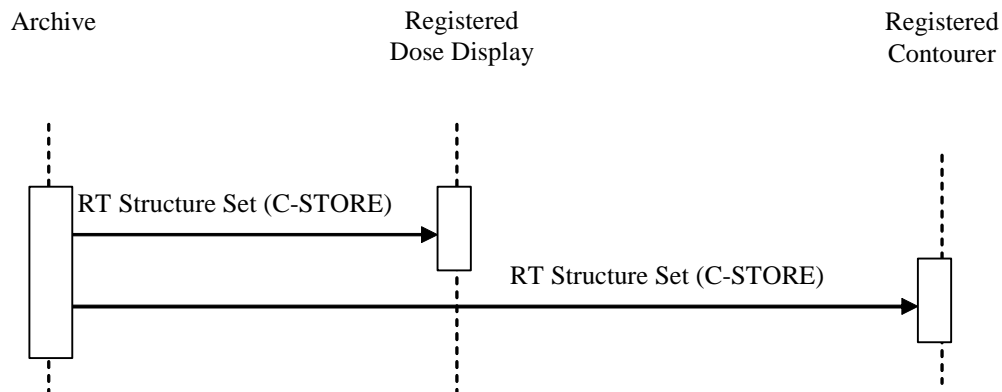 Archive
Registered
Dose Display
Registered
Contourer
RT Structure Set (C-STORE)
RT Structure Set (C-STORE)